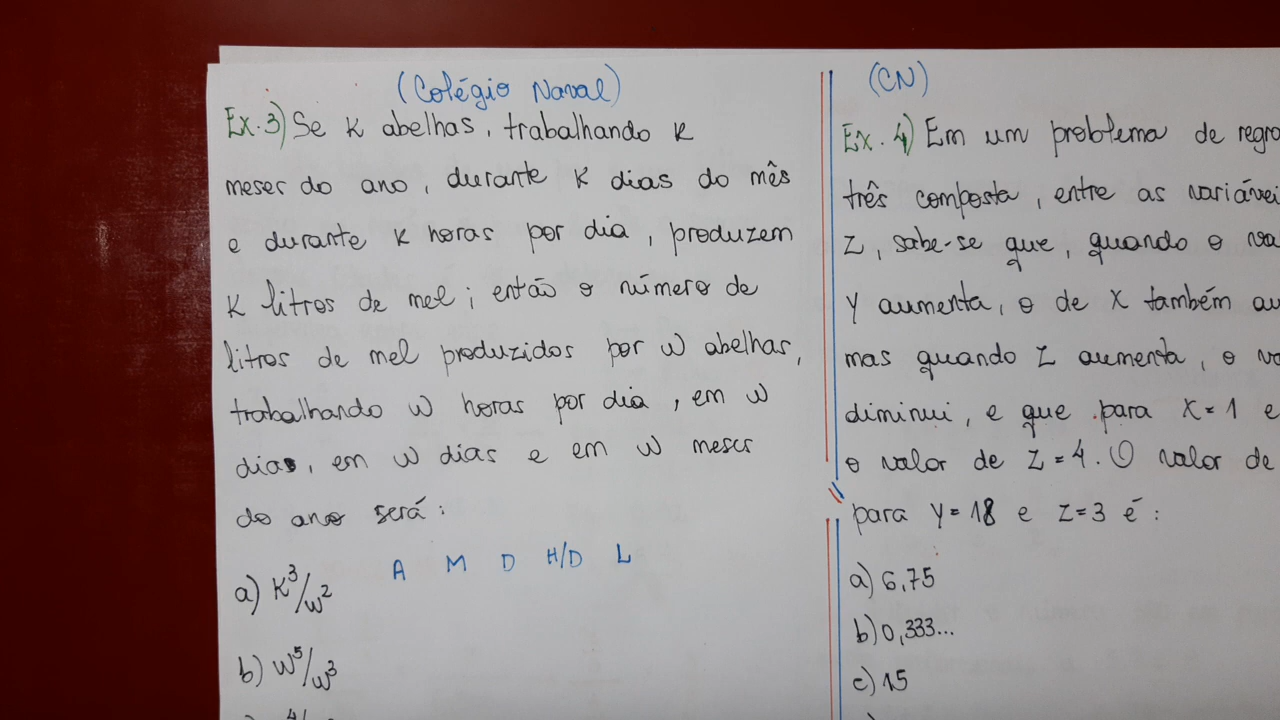 (Colégio Naval)
Ex. 3) Se K abelhas, trabalhando K
meses do ano, durante K dias do mês
e durante K horas por dia, produzem
K litros de mel; então o número de
litros de mel produzidos por W abelhas,
trabalhando W horas por dia, em W
dias, em W dias e em W meses
do ano será:
A M D H/D L
a) K³/W²
b) W⁵/W³
(CN)
Ex. 4) Em um problema de regra
três composta, entre as
Z, sabe-se que, quando o
Y aumenta, o de X também
mas quando Z aumenta, o
diminui, e que para X=1 e
o valor de Z=4. O valor de
para Y=18 e Z=3 é:
a) 6,75
b) 0,333...
c) 15